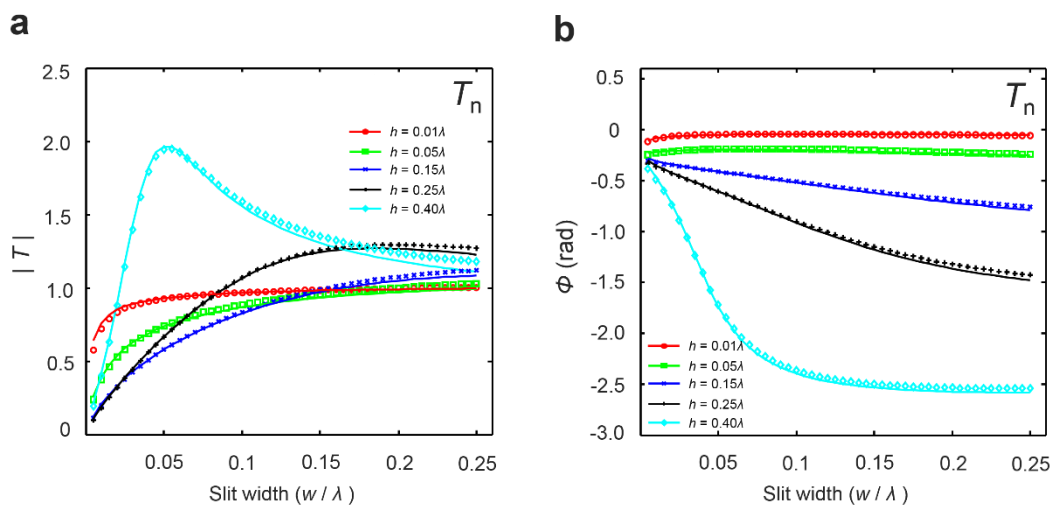 a
2.5
2.0
1.5
1.0
0.5
0
| T |
Tn
h = 0.01λ
h = 0.05λ
h = 0.15λ
h = 0.25λ
h = 0.40λ
0.05
0.1
0.15
0.2
0.25
Slit width (w / λ )
b
0.5
0
-0.5
-1.0
-1.5
-2.0
-2.5
-3.0
Φ (rad)
Tn
h = 0.01λ
h = 0.05λ
h = 0.15λ
h = 0.25λ
h = 0.40λ
0.05
0.1
0.15
0.2
0.25
Slit width (w / λ )